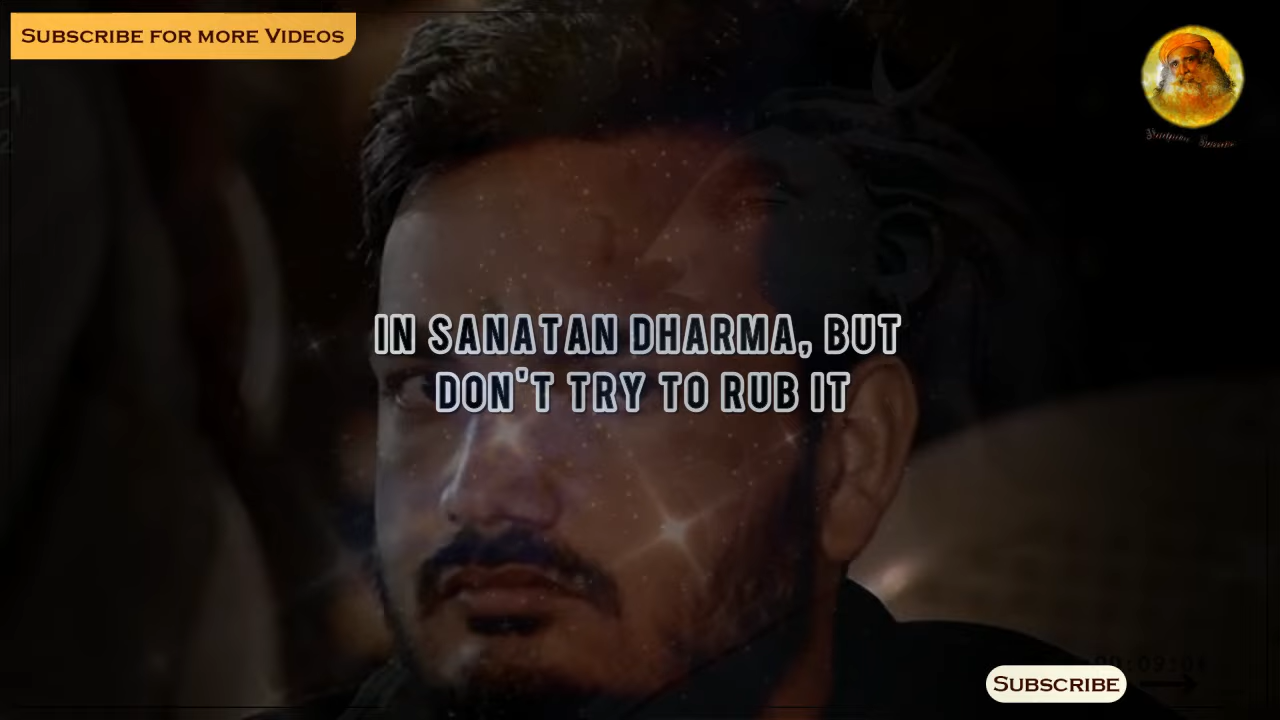 SUBSCRIBE FOR MORE VIDEOS
IN SANATAN DHARMA, BUT
DON'T TRY TO RUB IT
SUBSCRIBE